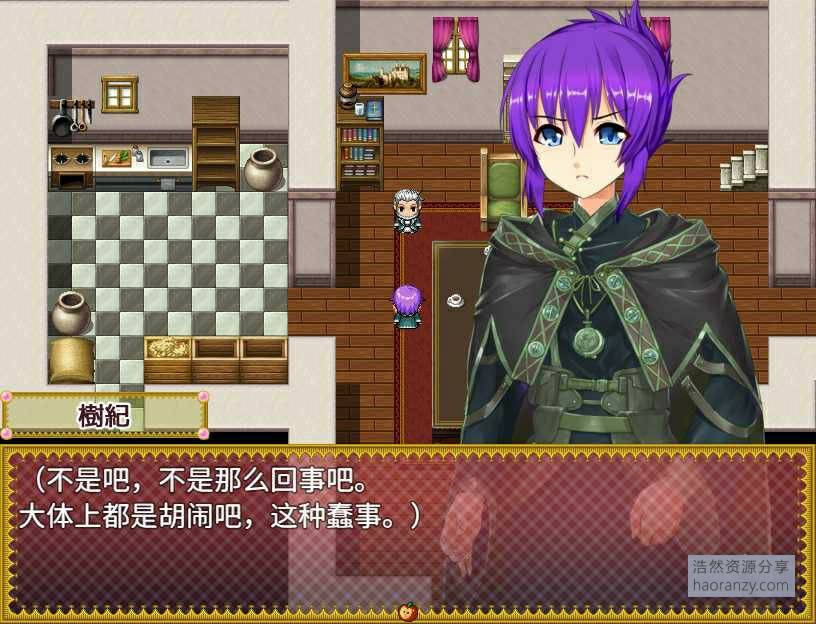 樹紀
（不是吧，不是那么回事吧。
大体上都是胡闹吧，这种蠢事。）
浩然资源分享
haoranzy.com